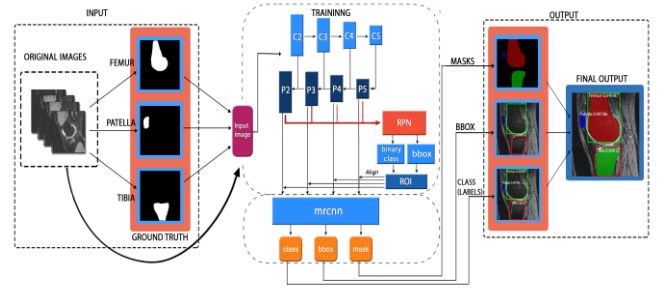 INPUT
ORIGINAL IMAGES
FEMUR
PATELLA
TIBIA
GROUND TRUTH
input
image
TRAININNG
C2
C3
C4
C5
P2
P3
P4
P5
RPN
binary
class
bbox
Align
ROI
mrcnn
class
bbox
mask
OUTPUT
MASKS
BBOX
CLASS
(LABELS)
FINAL OUTPUT